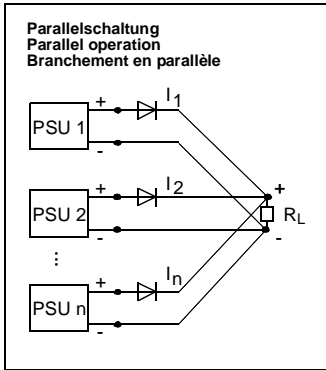 Parallelschaltung
Parallel operation
Branchement en parallèle
+ I1
PSU 1
-
+ I2 +
PSU 2 RL
- -
...
+ In
PSU n
-